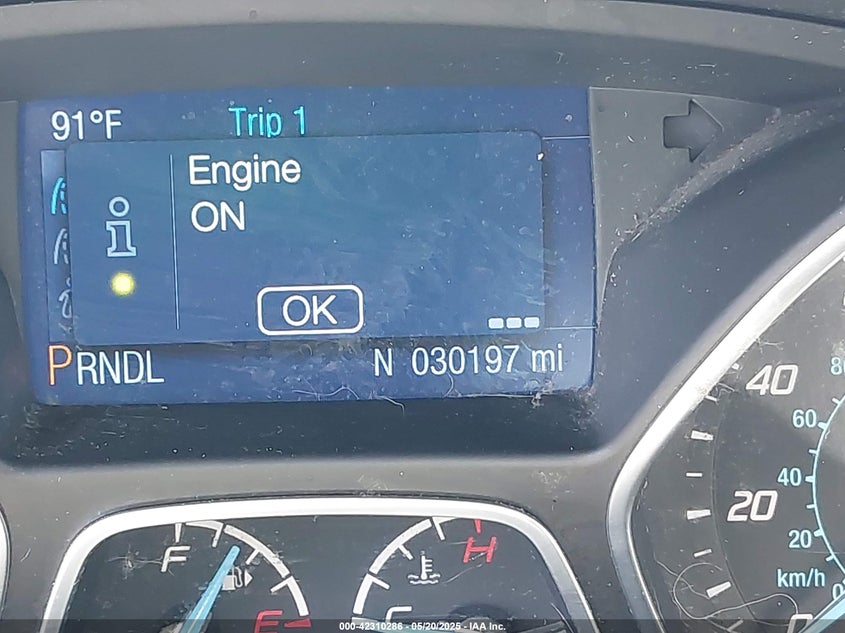 91°F Trip 1
Engine
ON
OK
PRNDL N 030197 mi
40
60
40
20
20
km/h
0
F
H
E
000-42310286 - 05/20/2025 - IAA Inc.